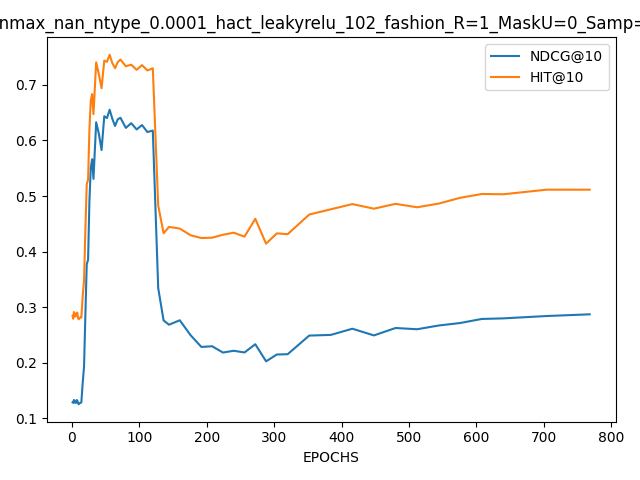 nmax_nan_ntype_0.0001_hact_leakyrelu_102_fashion_R=1_MaskU=0_Samp=
NDCG@10
HIT@10
0.7
0.6
0.5
0.4
0.3
0.2
0.1
0 100 200 300 400 500 600 700 800
EPOCHS